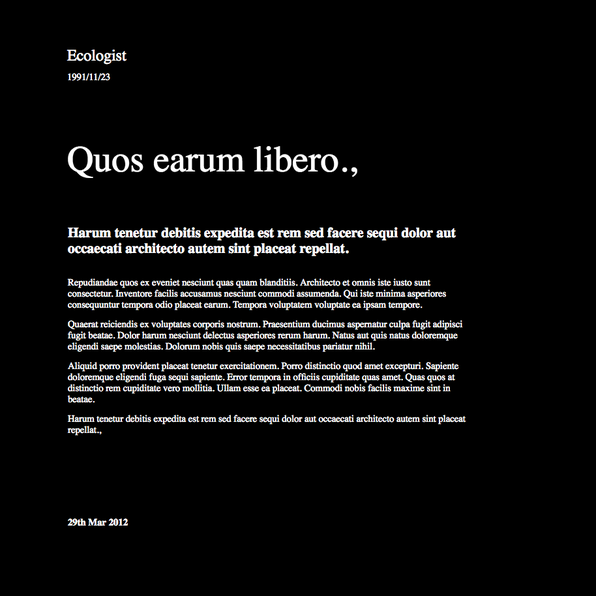 Ecologist
1991/11/23
Quos earum libero.,
Harum tenetur debitis expedita est rem sed facere sequi dolor aut
occaecati architecto autem sint placeat repellat.
Repudiandae quos ex eveniet nesciunt quas quam blanditiis. Architecto et omnis iste iusto sunt
consectetur. Inventore facilis accusamus nesciunt commodi assumenda. Qui iste minima asperiores
consequuntur tempora odio placeat earum. Tempora voluptatem voluptate ea ipsam tempore.
Quaerat reiciendis ex voluptates corporis nostrum. Praesentium ducimus aspernatur culpa fugit adipisci
fugit beatae. Dolor harum nesciunt delectus asperiores rerum harum. Natus aut quis natus doloremque
eligendi saepe molestias. Dolorum nobis quis saepe necessitatibus pariatur nihil.
Aliquid porro provident placeat tenetur exercitationem. Porro distinctio quod amet excepturi. Sapiente
doloremque eligendi fuga sequi sapiente. Error tempora in officiis cupiditate quas amet. Quas quos at
distinctio rem cupiditate vero mollitia. Ullam esse ea placeat. Commodi nobis facilis maxime sint in
beatae.
Harum tenetur debitis expedita est rem sed facere sequi dolor aut occaecati architecto autem sint placeat
repellat.,
29th Mar 2012